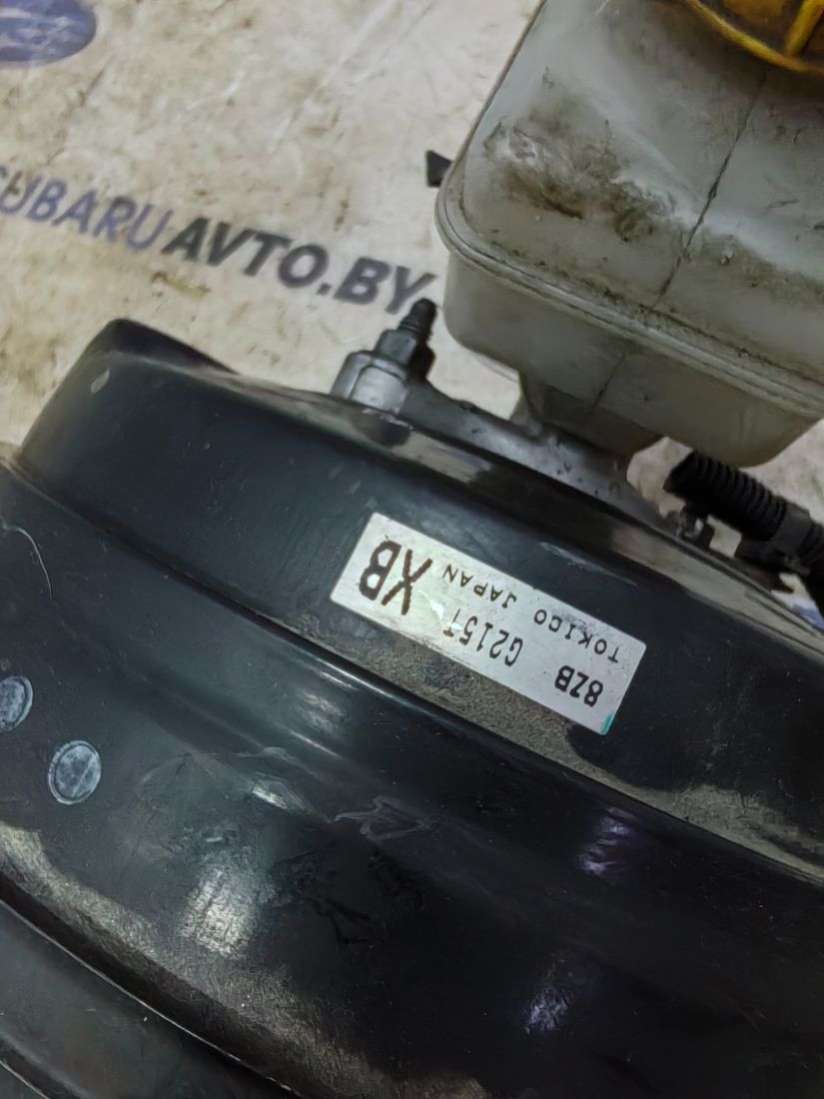 SUBARUAVTO.BY
8ZB G215T XB
TOKICO JAPAN